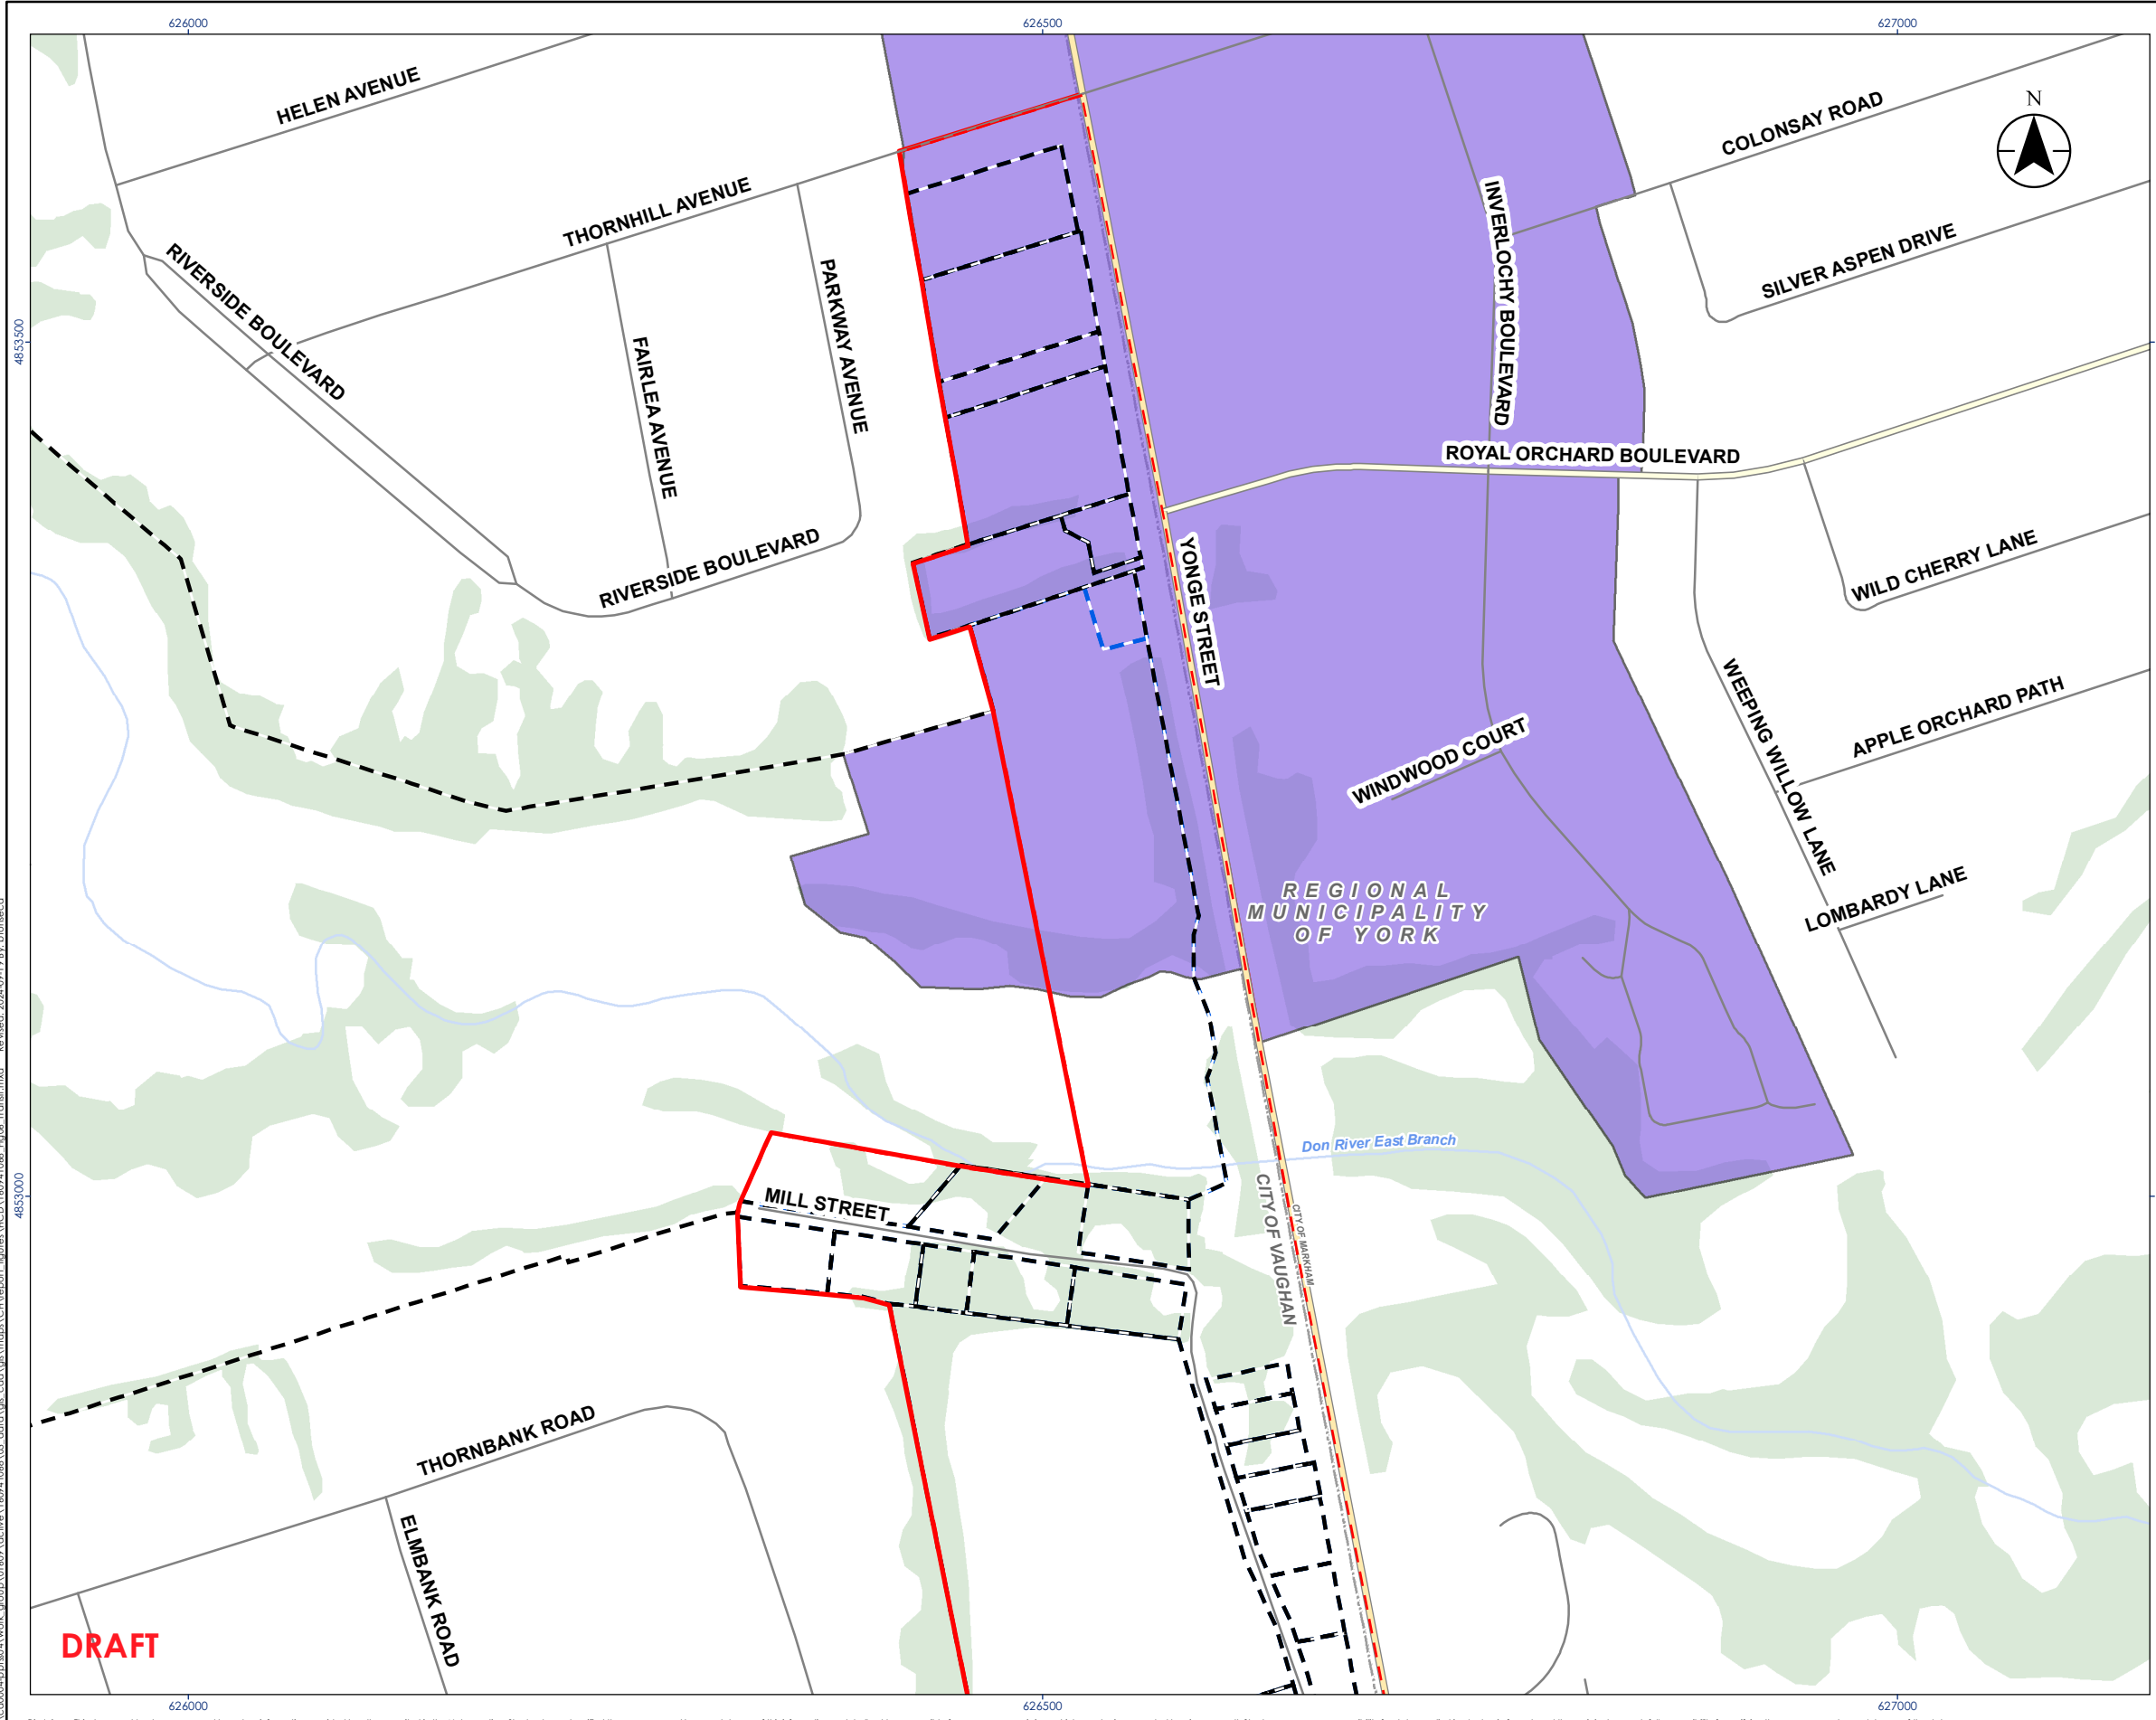 626000
626500
627000
HELEN AVENUE
COLONSAY ROAD
N
THORNHILL AVENUE
INVERLOCHY BOULEVARD
SILVER ASPEN DRIVE
RIVERSIDE BOULEVARD
PARKWAY AVENUE
4853500
FAIRLEA AVENUE
ROYAL ORCHARD BOULEVARD
RIVERSIDE BOULEVARD
YONGE STREET
WILD CHERRY LANE
WEEPING WILLOW LANE
APPLE ORCHARD PATH
WINDWOOD COURT
REGIONAL
MUNICIPALITY
OF YORK
LOMBARDY LANE
Don River East Branch
4853000
MILL STREET
CITY OF VAUGHAN
CITY OF MARKHAM
THORNBANK ROAD
ELMBANK ROAD
DRAFT
626000
626500
627000